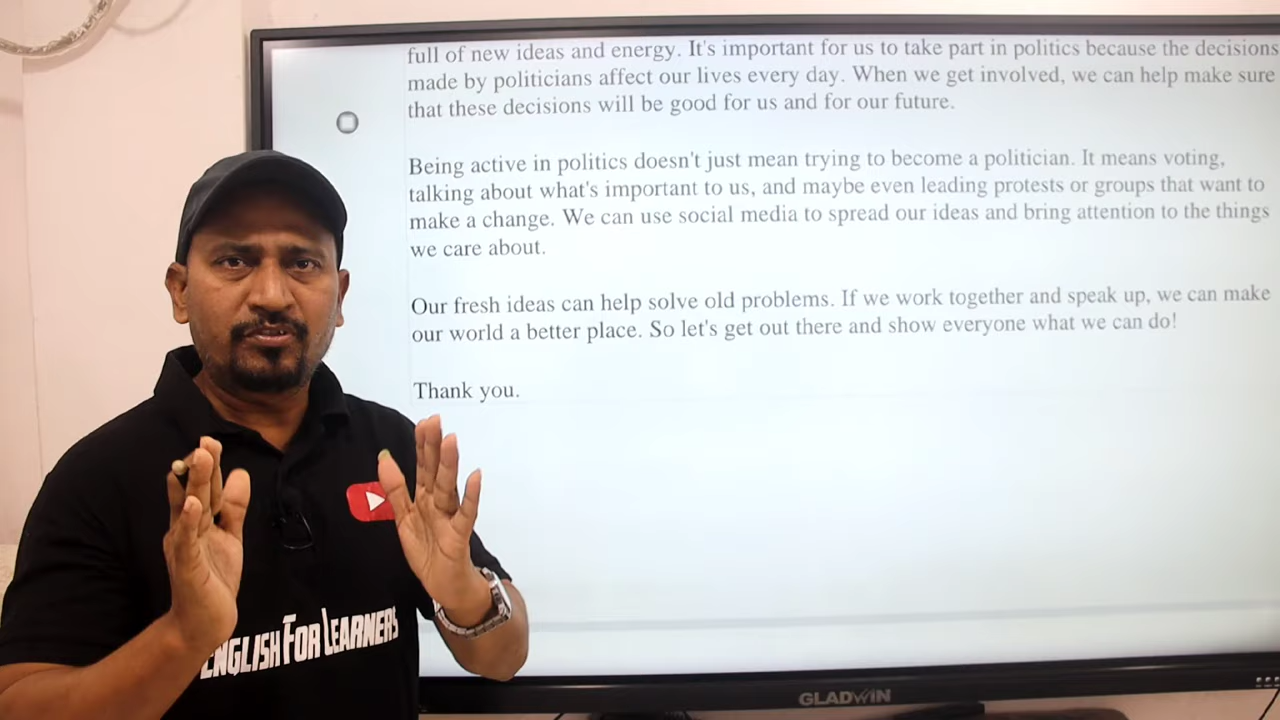 full of new ideas and energy. It's important for us to take part in politics because the decisions
made by politicians affect our lives every day. When we get involved, we can help make sure
that these decisions will be good for us and for our future.
Being active in politics doesn't just mean trying to become a politician. It means voting,
talking about what's important to us, and maybe even leading protests or groups that want to
make a change. We can use social media to spread our ideas and bring attention to the things
we care about.
Our fresh ideas can help solve old problems. If we work together and speak up, we can make
our world a better place. So let's get out there and show everyone what we can do!
Thank you.
ENGLISH FOR LEARNERS
GLADWIN